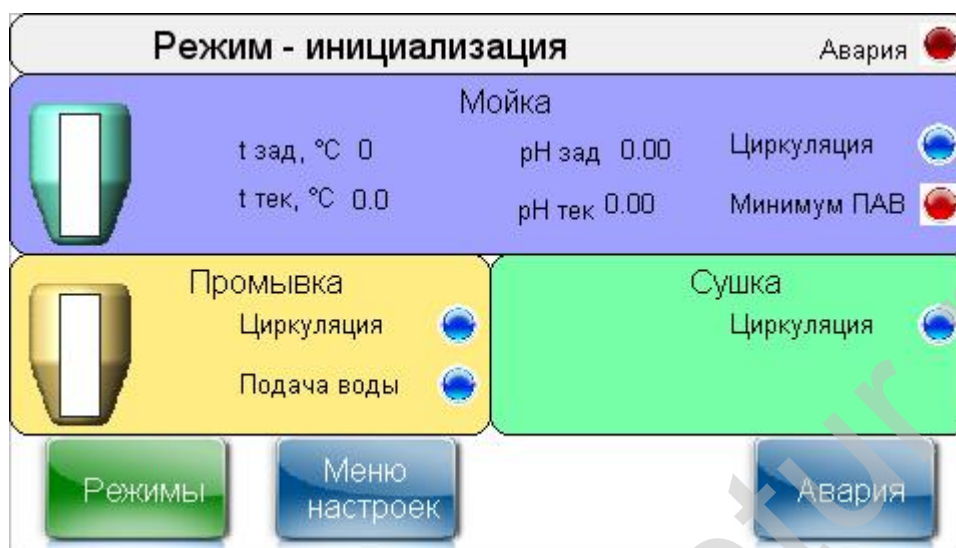 Режим - инициализация
Авария
Мойка
t зад, °C 0
pH зад 0.00
Циркуляция
t тек, °C 0.0
pH тек 0.00
Минимум ПАВ
Промывка
Циркуляция
Подача воды
Сушка
Циркуляция
Режимы
Меню
настроек
Авария